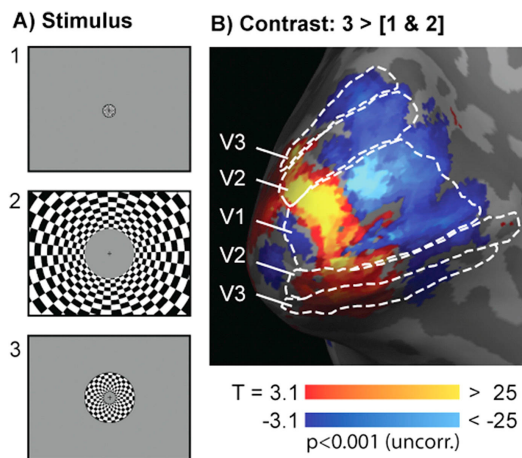 A) Stimulus
B) Contrast: 3 > [1 & 2]
1
2
3
V3
V2
V1
V2
V3
T = 3.1 > 25
-3.1 < -25
p<0.001 (uncorr.)